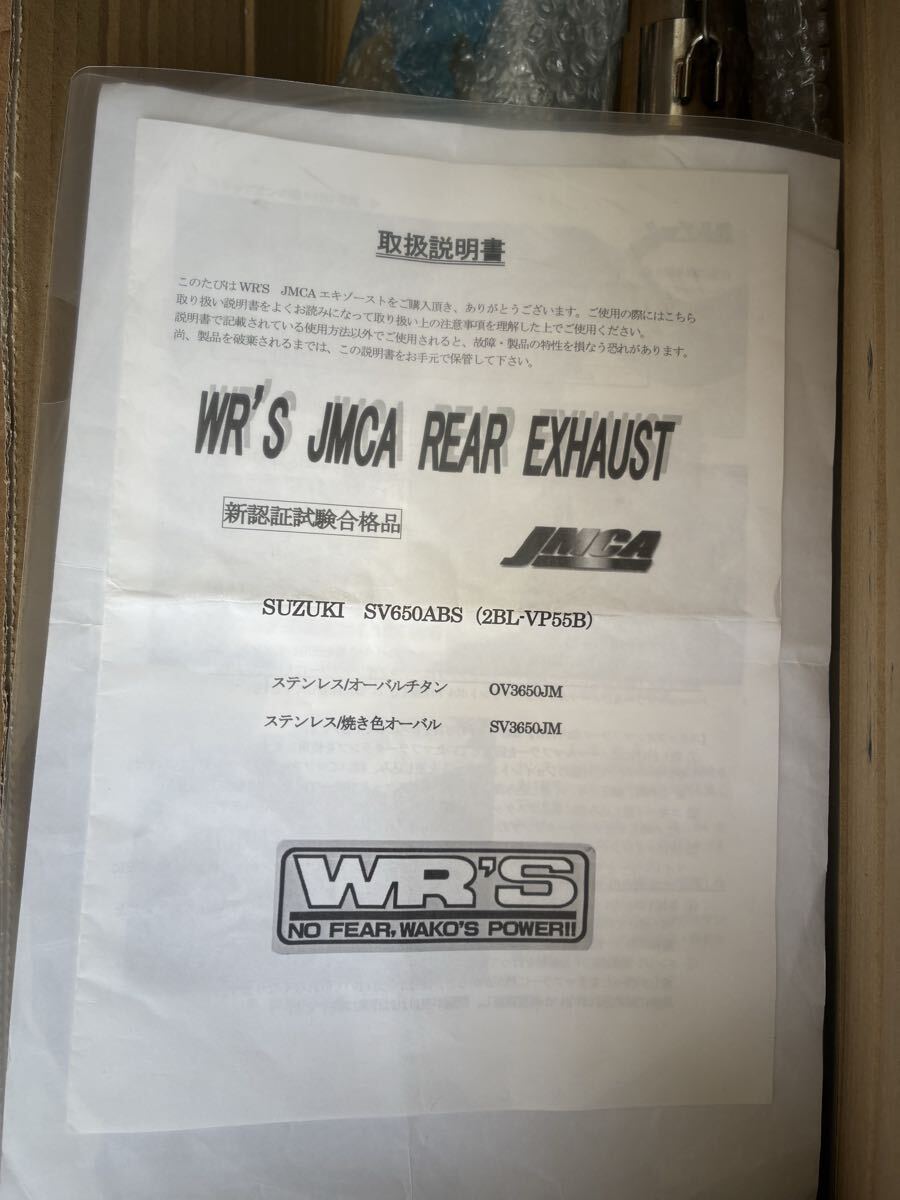 取扱説明書
このたびは WR'S JMCA エキゾーストをご購入頂き、ありがとうございます。ご使用の際にはこちら
取り扱い説明書をよくお読みになって取り扱い上の注意事項を理解した上でご使用ください。
説明書で記載されている使用方法以外でご使用されると、故障・製品の特性を損なう恐れがあります。
尚、製品を破棄されるまでは、この説明書をお手元で保管して下さい。
WR'S JMCA REAR EXHAUST
新認証試験合格品
JMCA
SUZUKI SV650ABS (2BL-VP55B)
ステンレス/オーバルチタン OV3650JM
ステンレス/焼き色オーバル SV3650JM
WR'S
NO FEAR, WAKO'S POWER!!